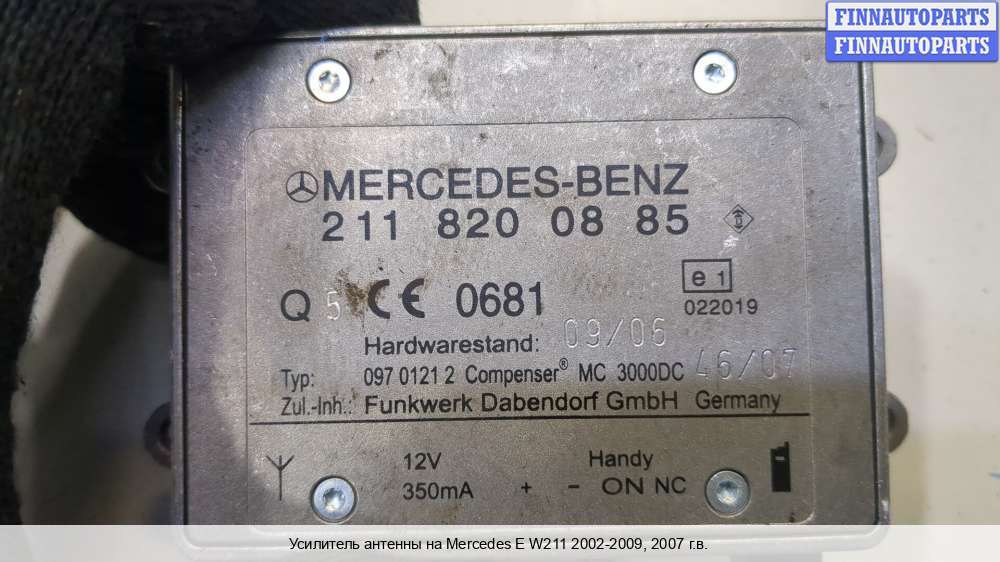 FINNAUTOPARTS
FINNAUTOPARTS
MERCEDES-BENZ
211 820 08 85
Q 5 CE 0681 e 1
022019
Hardwarestand: 09/06
Typ: 097 0121 2 Compenser® MC 3000DC 46/07
Zul.-Inh.: Funkwerk Dabendorf GmbH Germany
12V Handy
350mA + - ON NC
Усилитель антенны на Mercedes E W211 2002-2009, 2007 г.в.